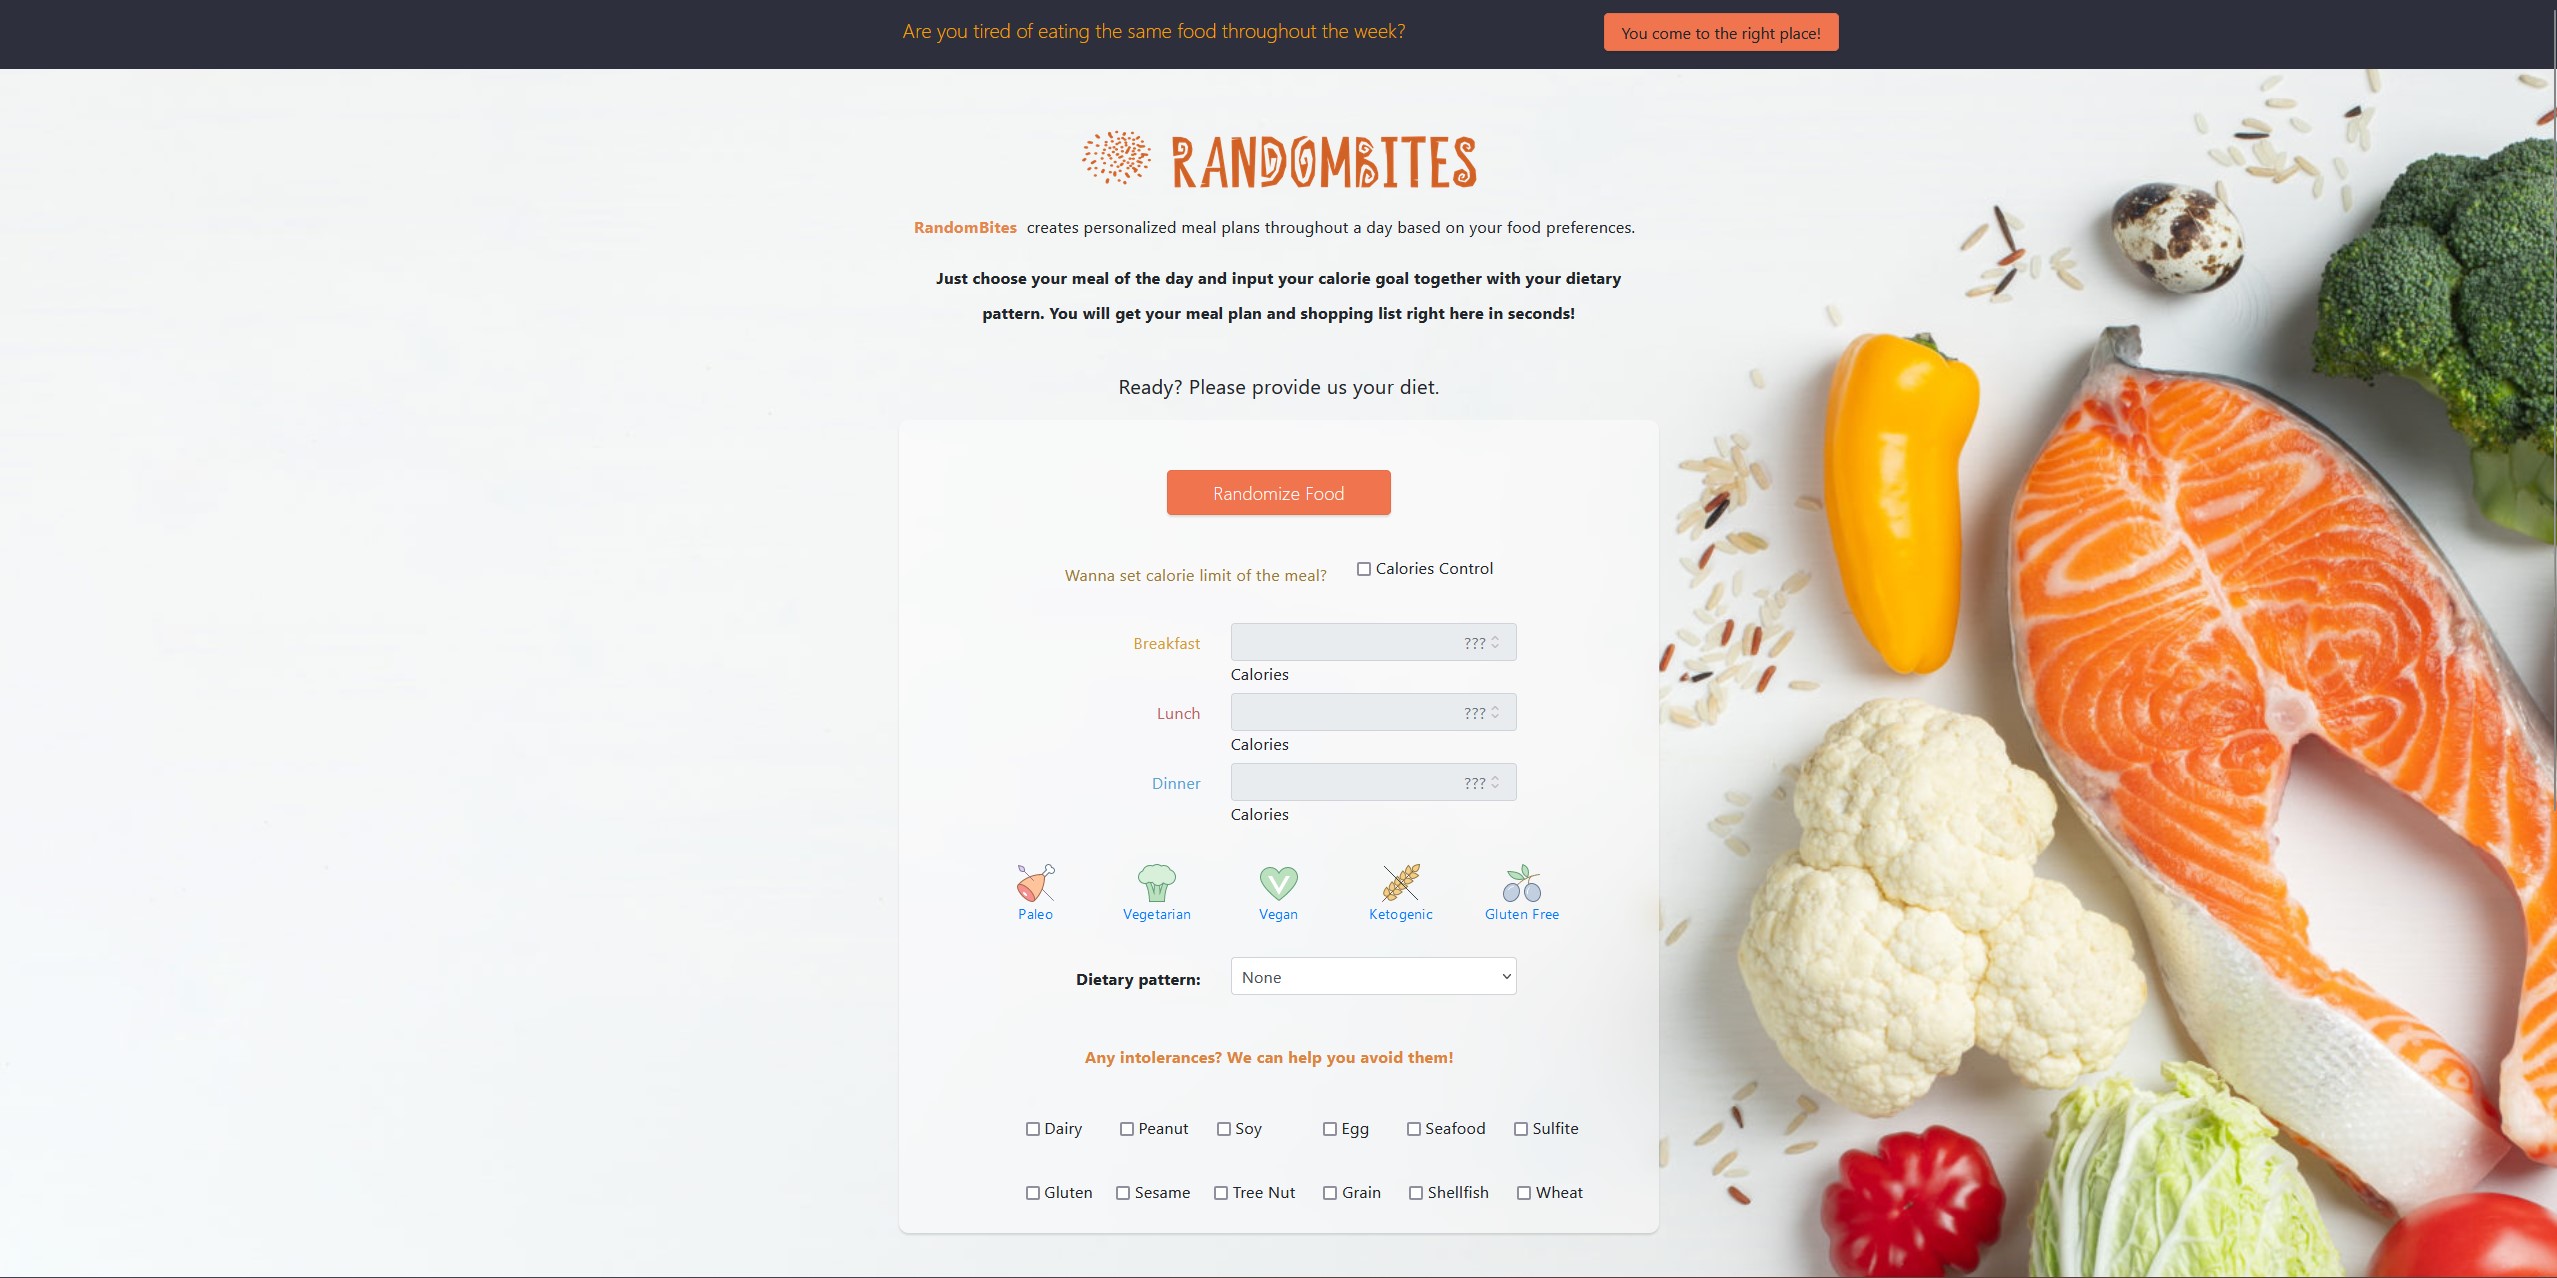 Are you tired of eating the same food throughout the week?
You come to the right place!
RANDOMBITES
RandomBites creates personalized meal plans throughout a day based on your food preferences.
Just choose your meal of the day and input your calorie goal together with your dietary
pattern. You will get your meal plan and shopping list right here in seconds!
Ready? Please provide us your diet.
Randomize Food
Wanna set calorie limit of the meal? Calories Control
Breakfast ???
Calories
Lunch ???
Calories
Dinner ???
Calories
Paleo Vegetarian Vegan Ketogenic Gluten Free
Dietary pattern: None
Any intolerances? We can help you avoid them!
Dairy Peanut Soy Egg Seafood Sulfite
Gluten Sesame Tree Nut Grain Shellfish Wheat